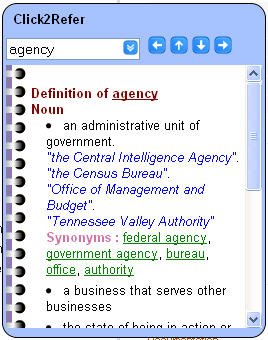 Click2Refer
agency
Definition of agency
Noun
• an administrative unit of
government.
"the Central Intelligence Agency".
"the Census Bureau".
"Office of Management and
Budget".
"Tennessee Valley Authority"
Synonyms : federal agency,
government agency, bureau,
office, authority
• a business that serves other
businesses
• the state of being in action or